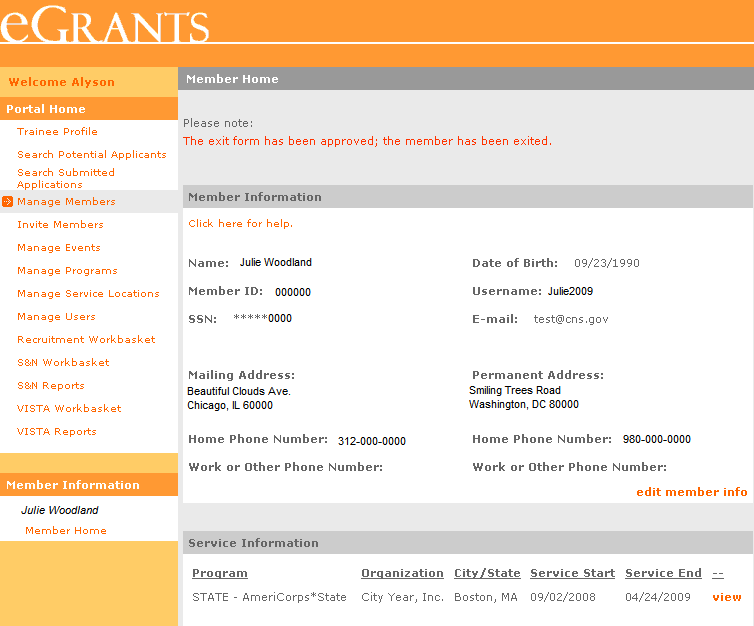 eGRANTS
Welcome Alyson
Portal Home
Trainee Profile
Search Potential Applicants
Search Submitted
Applications
Manage Members
Invite Members
Manage Events
Manage Programs
Manage Service Locations
Manage Users
Recruitment Workbasket
S&N Workbasket
S&N Reports
VISTA Workbasket
VISTA Reports
Member Information
Julie Woodland
Member Home
Member Home
Please note:
The exit form has been approved; the member has been exited.
Member Information
Click here for help.
Name: Julie Woodland Date of Birth: 09/23/1990
Member ID: 000000 Username: Julie2009
SSN: *****0000 E-mail: test@cns.gov
Mailing Address: Permanent Address:
Beautiful Clouds Ave. Smiling Trees Road
Chicago, IL 60000 Washington, DC 80000
Home Phone Number: 312-000-0000 Home Phone Number: 980-000-0000
Work or Other Phone Number: Work or Other Phone Number:
edit member info
Service Information
Program Organization City/State Service Start Service End --
STATE - AmeriCorps*State City Year, Inc. Boston, MA 09/02/2008 04/24/2009 view